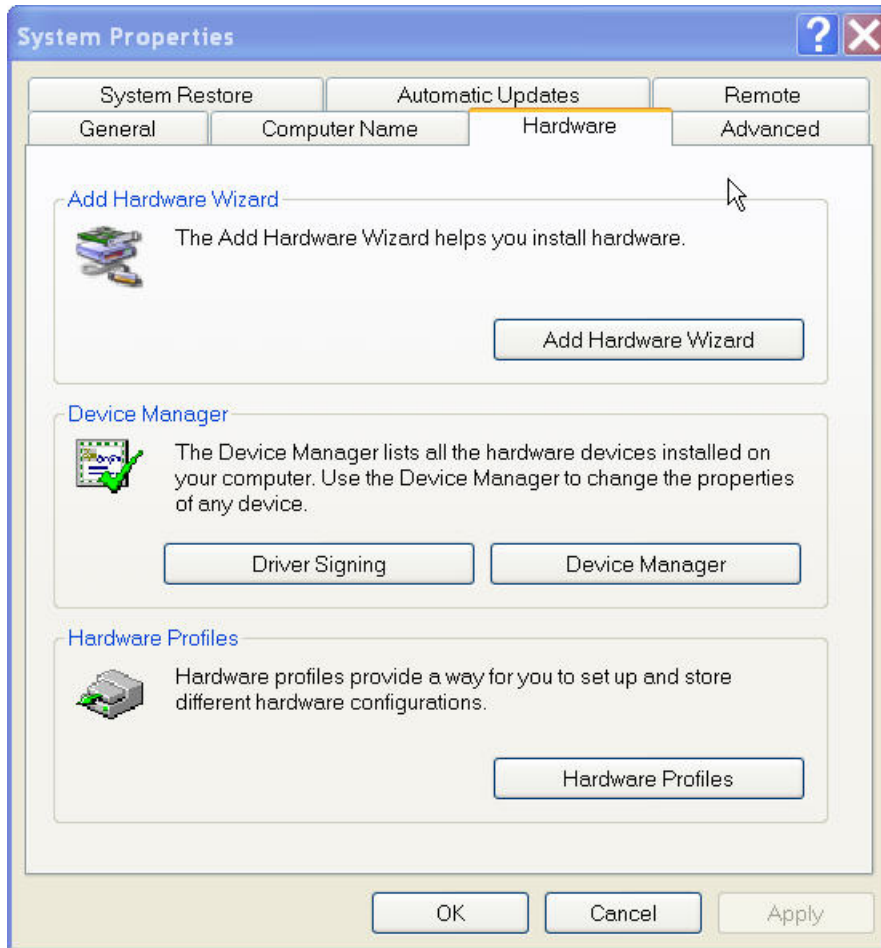 System Properties
System Restore
Automatic Updates
Remote
General
Computer Name
Hardware
Advanced
Add Hardware Wizard
The Add Hardware Wizard helps you install hardware.
Add Hardware Wizard
Device Manager
The Device Manager lists all the hardware devices installed on
your computer. Use the Device Manager to change the properties
of any device.
Driver Signing
Device Manager
Hardware Profiles
Hardware profiles provide a way for you to set up and store
different hardware configurations.
Hardware Profiles
OK
Cancel
Apply